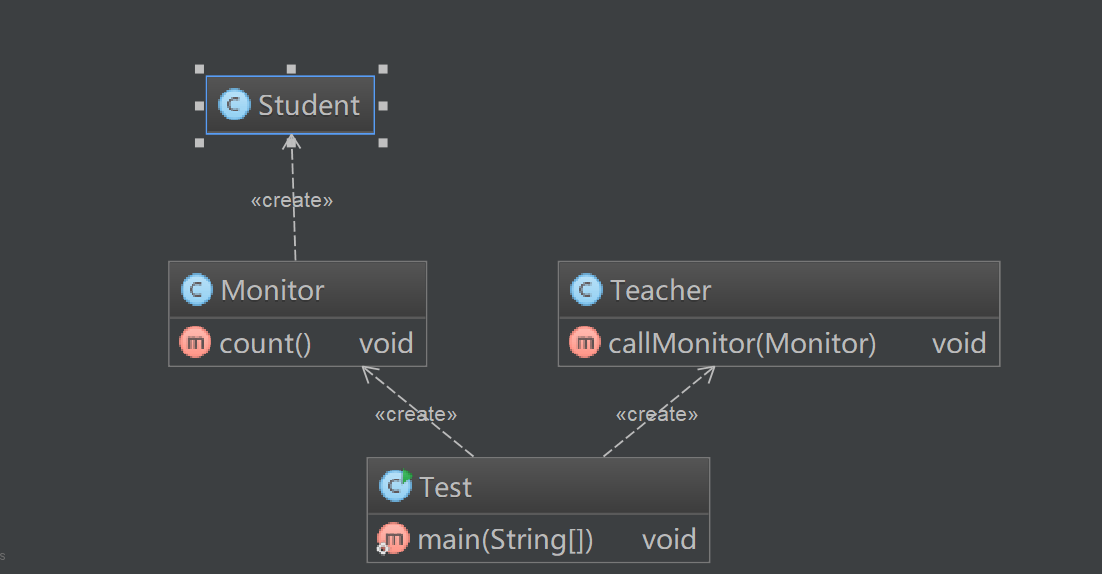 Student
«create»
Monitor
count() void
Teacher
callMonitor(Monitor) void
«create»
«create»
Test
main(String[]) void
s